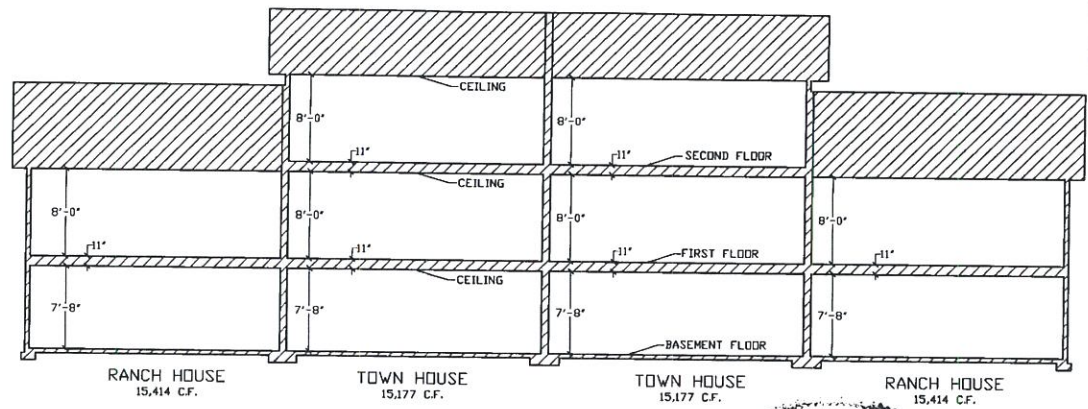 CEILING
8'-0"
8'-0"
11"
11"
SECOND FLOOR
CEILING
8'-0"
8'-0"
8'-0"
8'-0"
11"
11"
11"
FIRST FLOOR
11"
CEILING
7'-8"
7'-8"
7'-8"
7'-8"
BASEMENT FLOOR
RANCH HOUSE
15,414 C.F.
TOWN HOUSE
15,177 C.F.
TOWN HOUSE
15,177 C.F.
RANCH HOUSE
15,414 C.F.